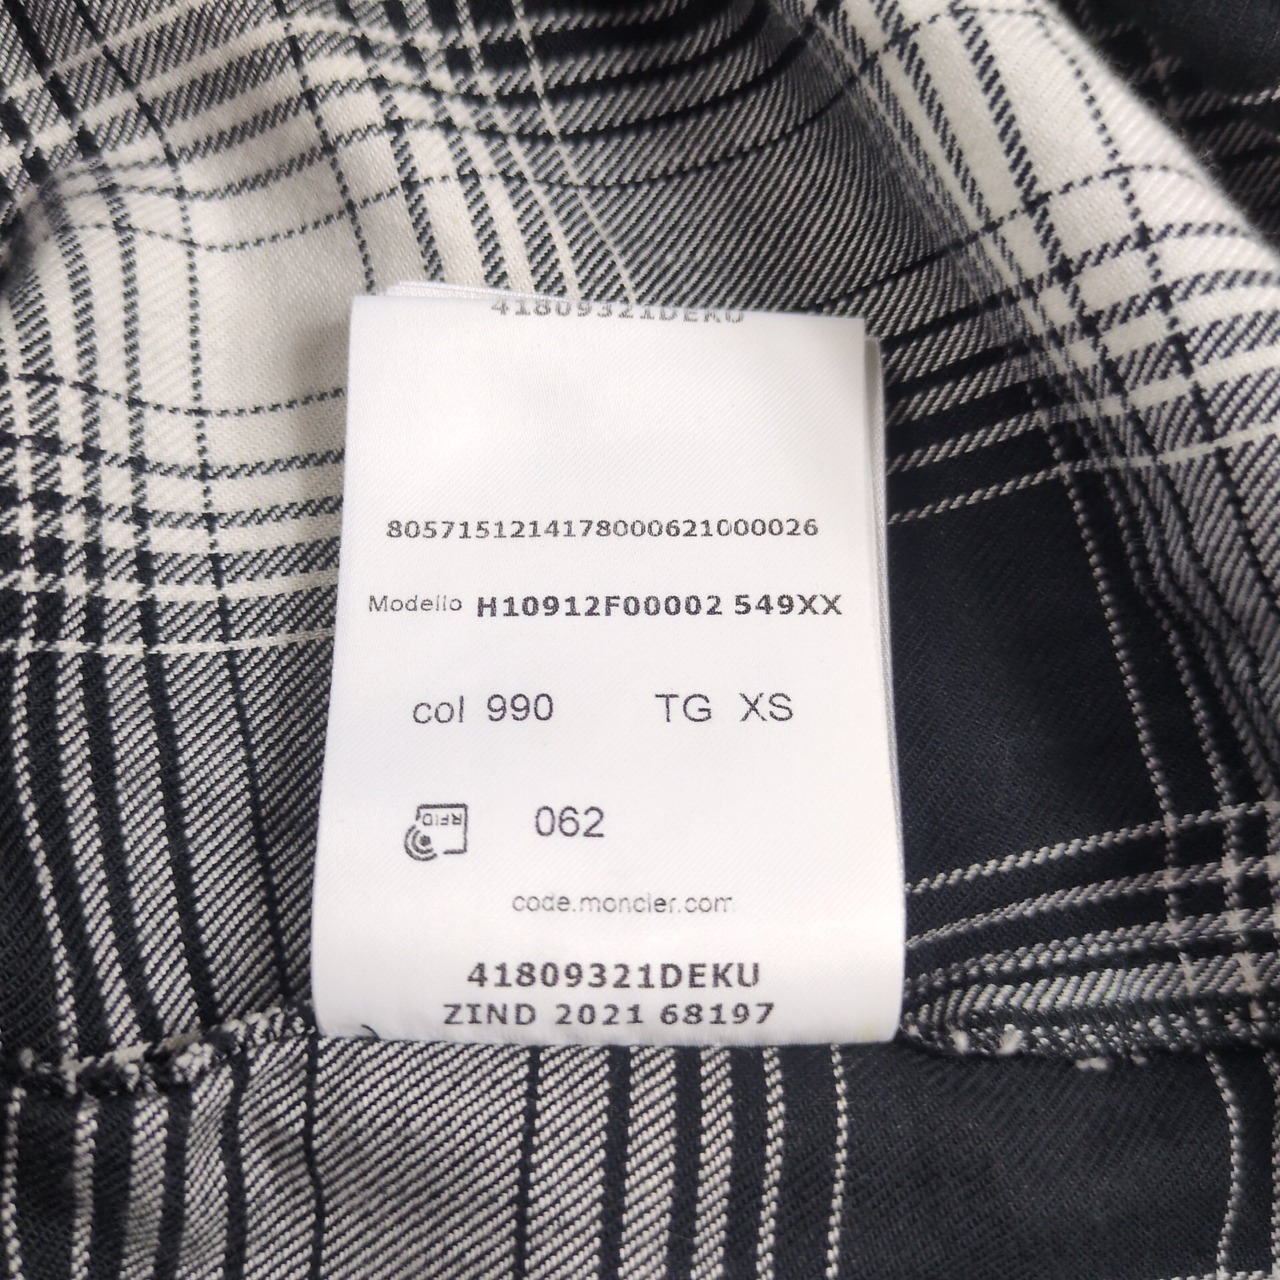 41809321DEKU
8057151214178000621000026
Modello H10912F00002 549XX
col 990 TG XS
RFID 062
code.moncler.com
41809321DEKU
ZIND 2021 68197